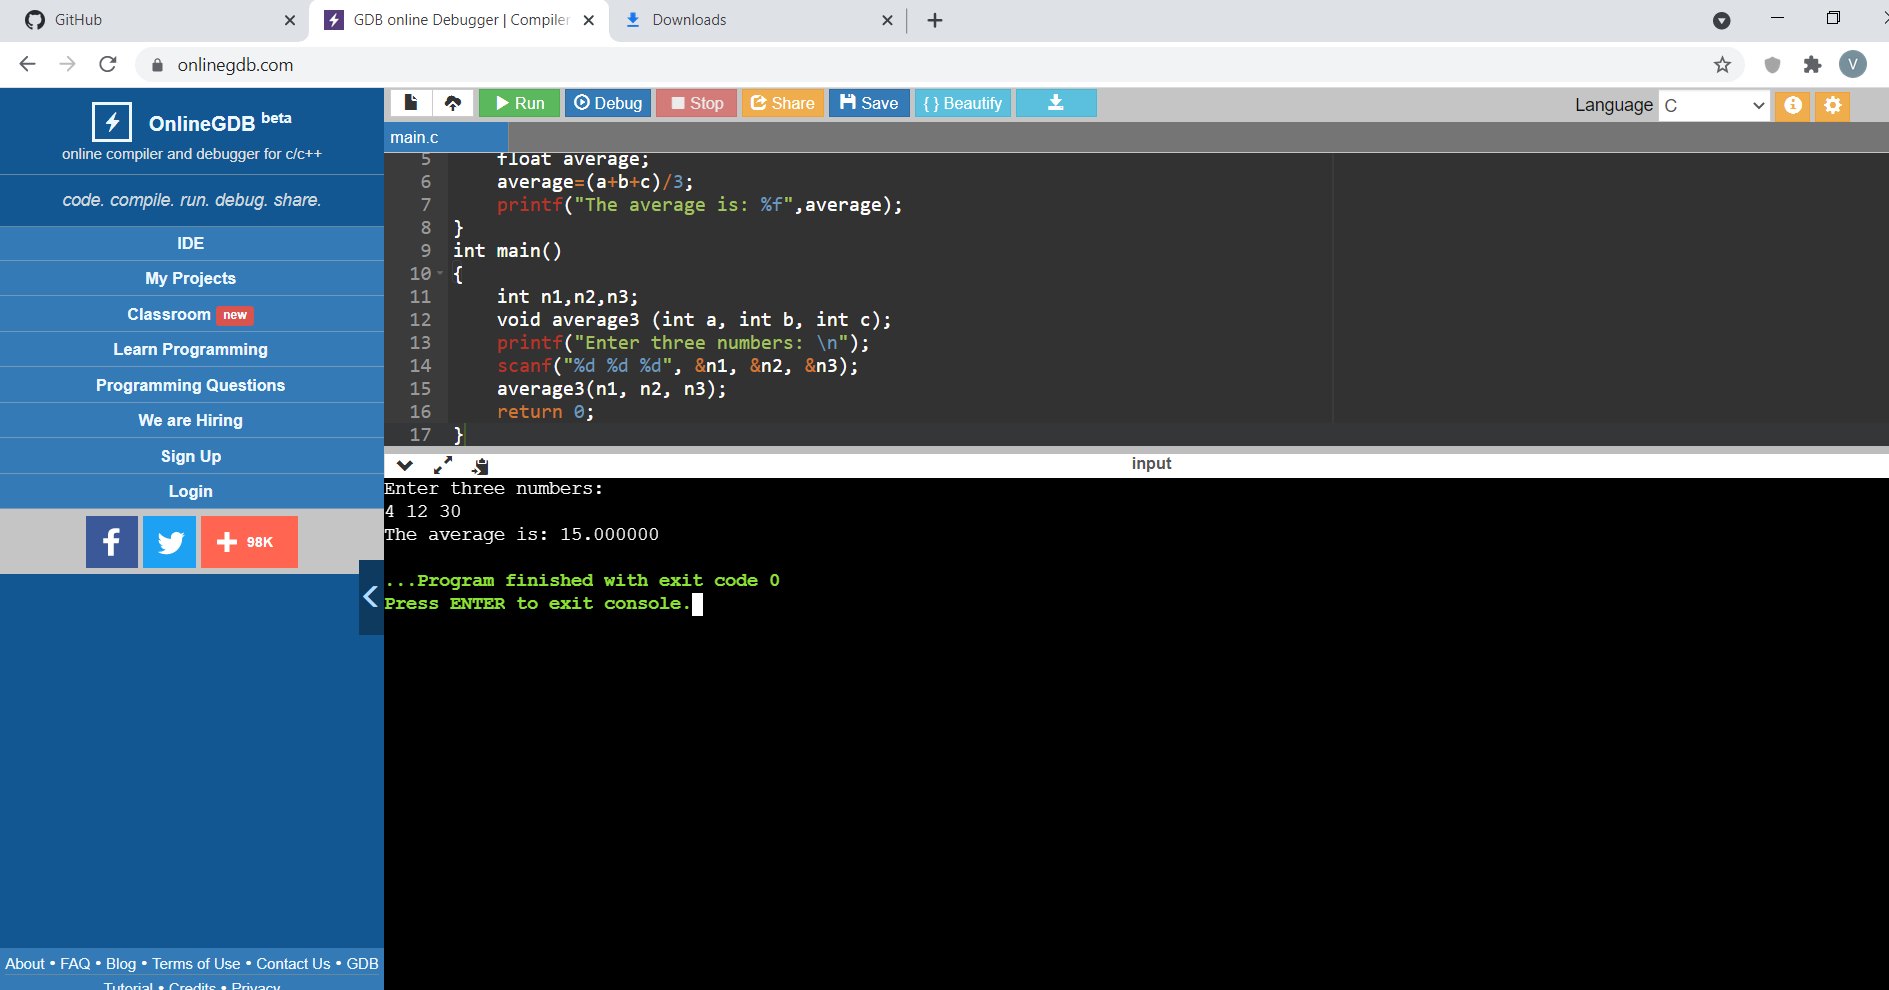 GitHub
GDB online Debugger | Compiler
Downloads
onlinegdb.com
V
OnlineGDB beta
online compiler and debugger for c/c++
code. compile. run. debug. share.
IDE
My Projects
Classroom new
Learn Programming
Programming Questions
We are Hiring
Sign Up
Login
98K
About • FAQ • Blog • Terms of Use • Contact Us • GDB
Tutorial • Credits • Privacy
Run Debug Stop Share Save { } Beautify
Language C
main.c
5 float average;
6 average=(a+b+c)/3;
7 printf("The average is: %f",average);
8 }
9 int main()
10 {
11 int n1,n2,n3;
12 void average3 (int a, int b, int c);
13 printf("Enter three numbers: \n");
14 scanf("%d %d %d", &n1, &n2, &n3);
15 average3(n1, n2, n3);
16 return 0;
17 }
input
Enter three numbers:
4 12 30
The average is: 15.000000
...Program finished with exit code 0
Press ENTER to exit console.